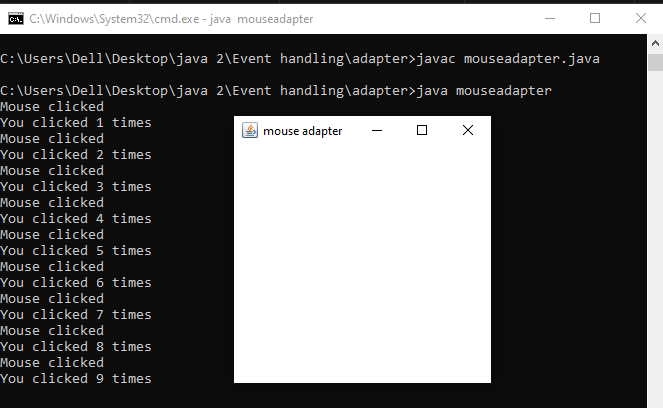 C:\Windows\System32\cmd.exe - java  mouseadapter
C:\Users\Dell\Desktop\java 2\Event handling\adapter>javac mouseadapter.java
C:\Users\Dell\Desktop\java 2\Event handling\adapter>java mouseadapter
Mouse clicked
You clicked 1 times
Mouse clicked
You clicked 2 times
Mouse clicked
You clicked 3 times
Mouse clicked
You clicked 4 times
Mouse clicked
You clicked 5 times
Mouse clicked
You clicked 6 times
Mouse clicked
You clicked 7 times
Mouse clicked
You clicked 8 times
Mouse clicked
You clicked 9 times
mouse adapter